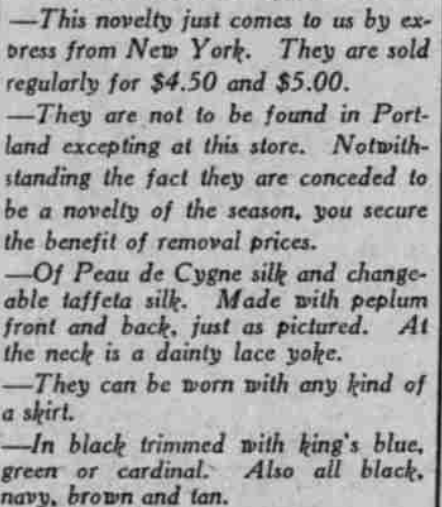 —This novelty just comes to us by ex-
press from New York. They are sold
regularly for $4.50 and $5.00.
—They are not to be found in Port-
land excepting at this store. Notwith-
standing the fact they are conceded to
be a novelty of the season, you secure
the benefit of removal prices.
—Of Peau de Cygne silk and change-
able taffeta silk. Made with peplum
front and back, just as pictured. At
the neck is a dainty lace yoke.
—They can be worn with any kind of
a skirt.
—In black trimmed with king's blue,
green or cardinal. Also all black,
navy, brown and tan.